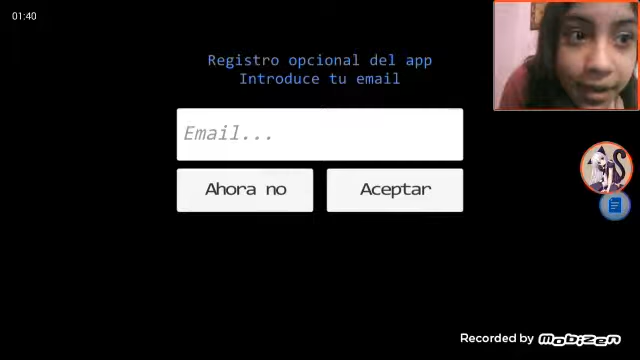 01:40
Registro opcional del app
Introduce tu email
Email...
Ahora no
Aceptar
Recorded by mobizen